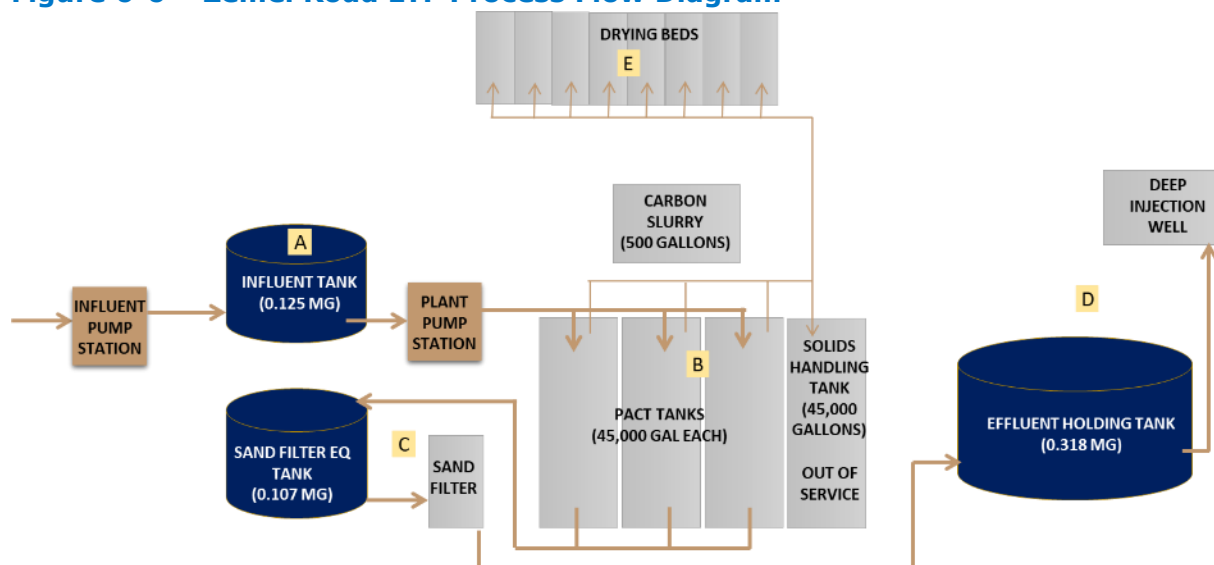 DRYING BEDS
E
CARBON
SLURRY
(500 GALLONS)
DEEP
INJECTION
WELL
A
INFLUENT TANK
(0.125 MG)
INFLUENT
PUMP
STATION
PLANT
PUMP
STATION
B
PACT TANKS
(45,000 GAL EACH)
SOLIDS
HANDLING
TANK
(45,000
GALLONS)
OUT OF
SERVICE
D
EFFLUENT HOLDING TANK
(0.318 MG)
SAND FILTER EQ
TANK
(0.107 MG)
C
SAND
FILTER